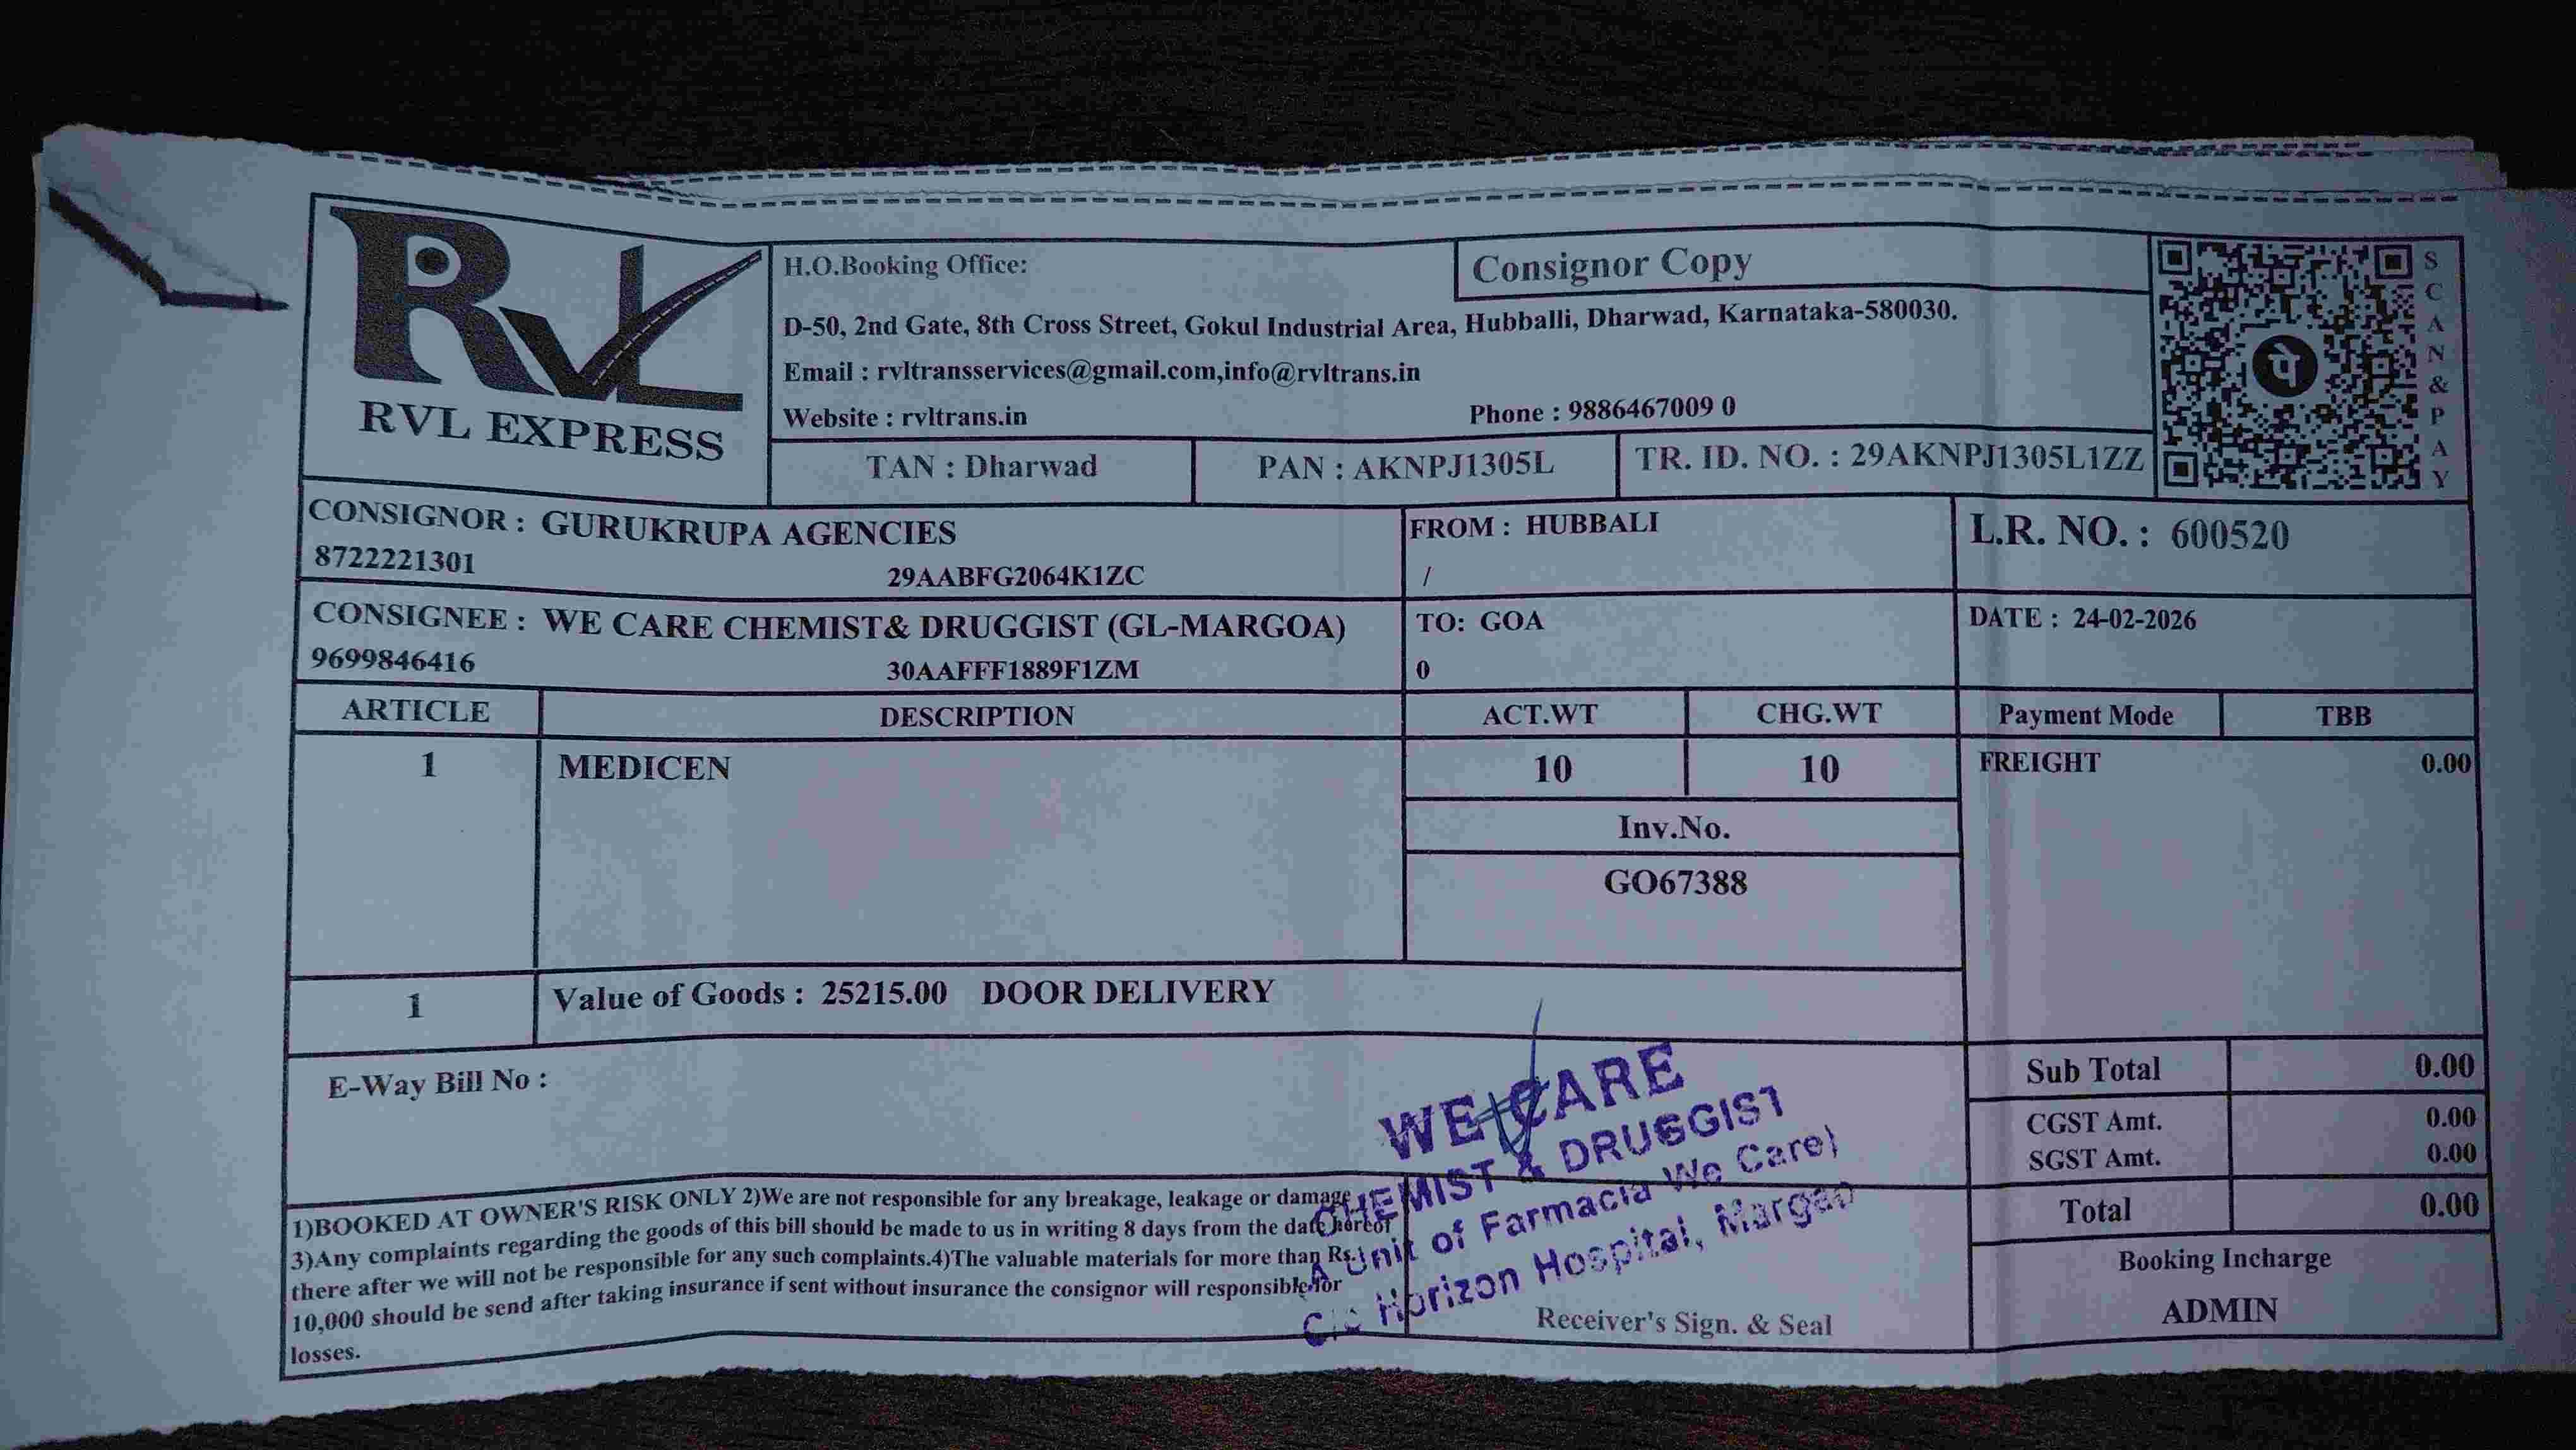 RVL
RVL EXPRESS
H.O.Booking Office:
Consignor Copy
D-50, 2nd Gate, 8th Cross Street, Gokul Industrial Area, Hubballi, Dharwad, Karnataka-580030.
Email : rvltransservices@gmail.com,info@rvltrans.in
Website : rvltrans.in Phone : 9886467009 0
TAN : Dharwad PAN : AKNPJ1305L TR. ID. NO. : 29AKNPJ1305L1ZZ
पे
SCAN & PAY
CONSIGNOR : GURUKRUPA AGENCIES
8722221301 29AABFG2064K1ZC
FROM : HUBBALI
/
L.R. NO. : 600520
CONSIGNEE : WE CARE CHEMIST& DRUGGIST (GL-MARGOA)
9699846416 30AAFFF1889F1ZM
TO: GOA
0
DATE : 24-02-2026
ARTICLE DESCRIPTION ACT.WT CHG.WT Payment Mode TBB
1 MEDICEN 10 10 FREIGHT 0.00
Inv.No.
GO67388
1 Value of Goods : 25215.00 DOOR DELIVERY
E-Way Bill No :
Sub Total 0.00
CGST Amt. 0.00
SGST Amt. 0.00
Total 0.00
Booking Incharge
ADMIN
1)BOOKED AT OWNER'S RISK ONLY 2)We are not responsible for any breakage, leakage or damage
3)Any complaints regarding the goods of this bill should be made to us in writing 8 days from the date hereof
there after we will not be responsible for any such complaints.4)The valuable materials for more than Rs.
10,000 should be send after taking insurance if sent without insurance the consignor will responsible for
losses.
WE CARE
CHEMIST & DRUGGIST
A Unit of Farmacia We Care)
C/o Horizon Hospital, Margao
Receiver's Sign. & Seal